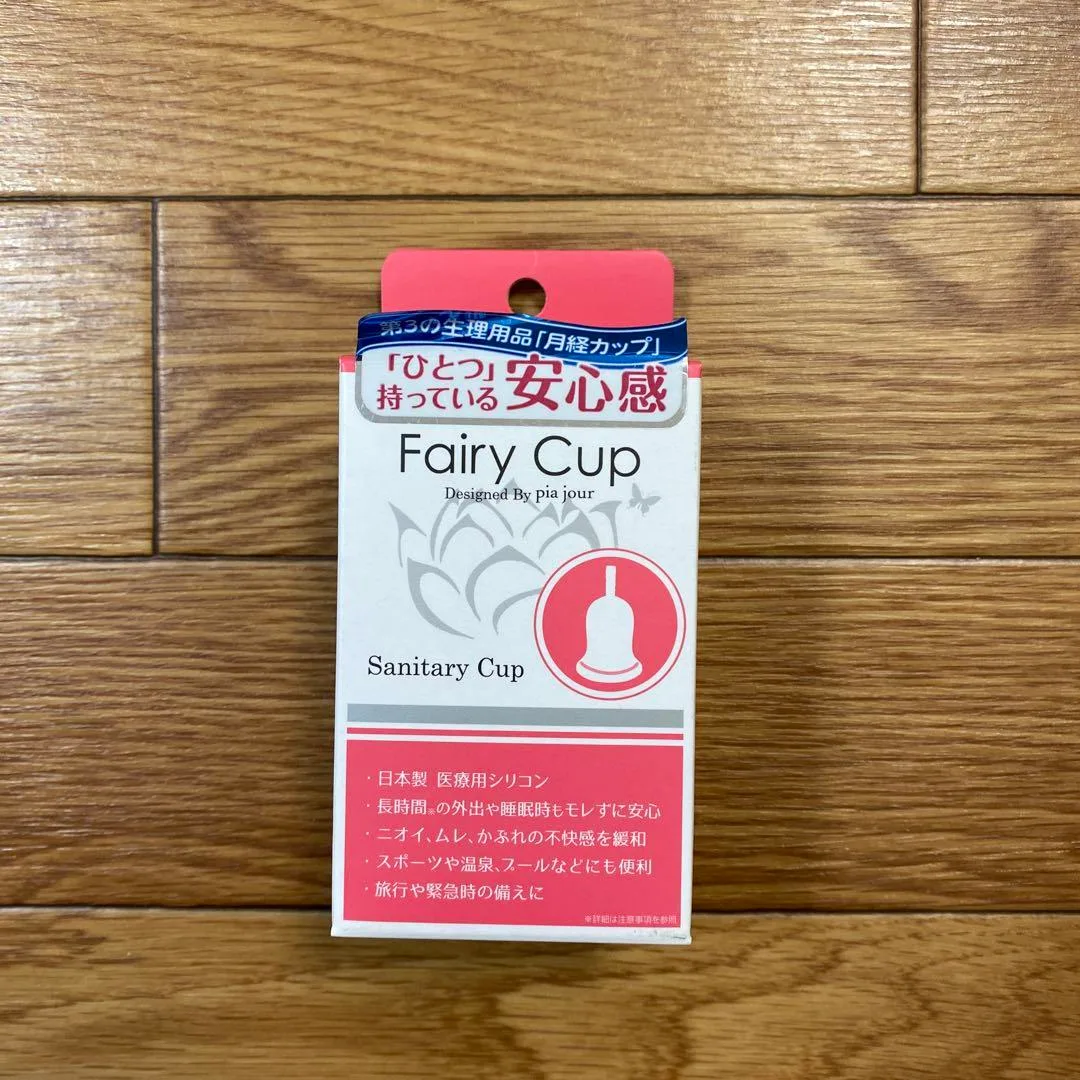 第3の生理用品「月経カップ」
「ひとつ」
持っている 安心感
Fairy Cup
Designed By pia jour
Sanitary Cup
・日本製 医療用シリコン
・長時間※の外出や睡眠時もモレずに安心
・ニオイ、ムレ、かぶれの不快感を緩和
・スポーツや温泉、プールなどにも便利
・旅行や緊急時の備えに
※詳細は注意事項を参照